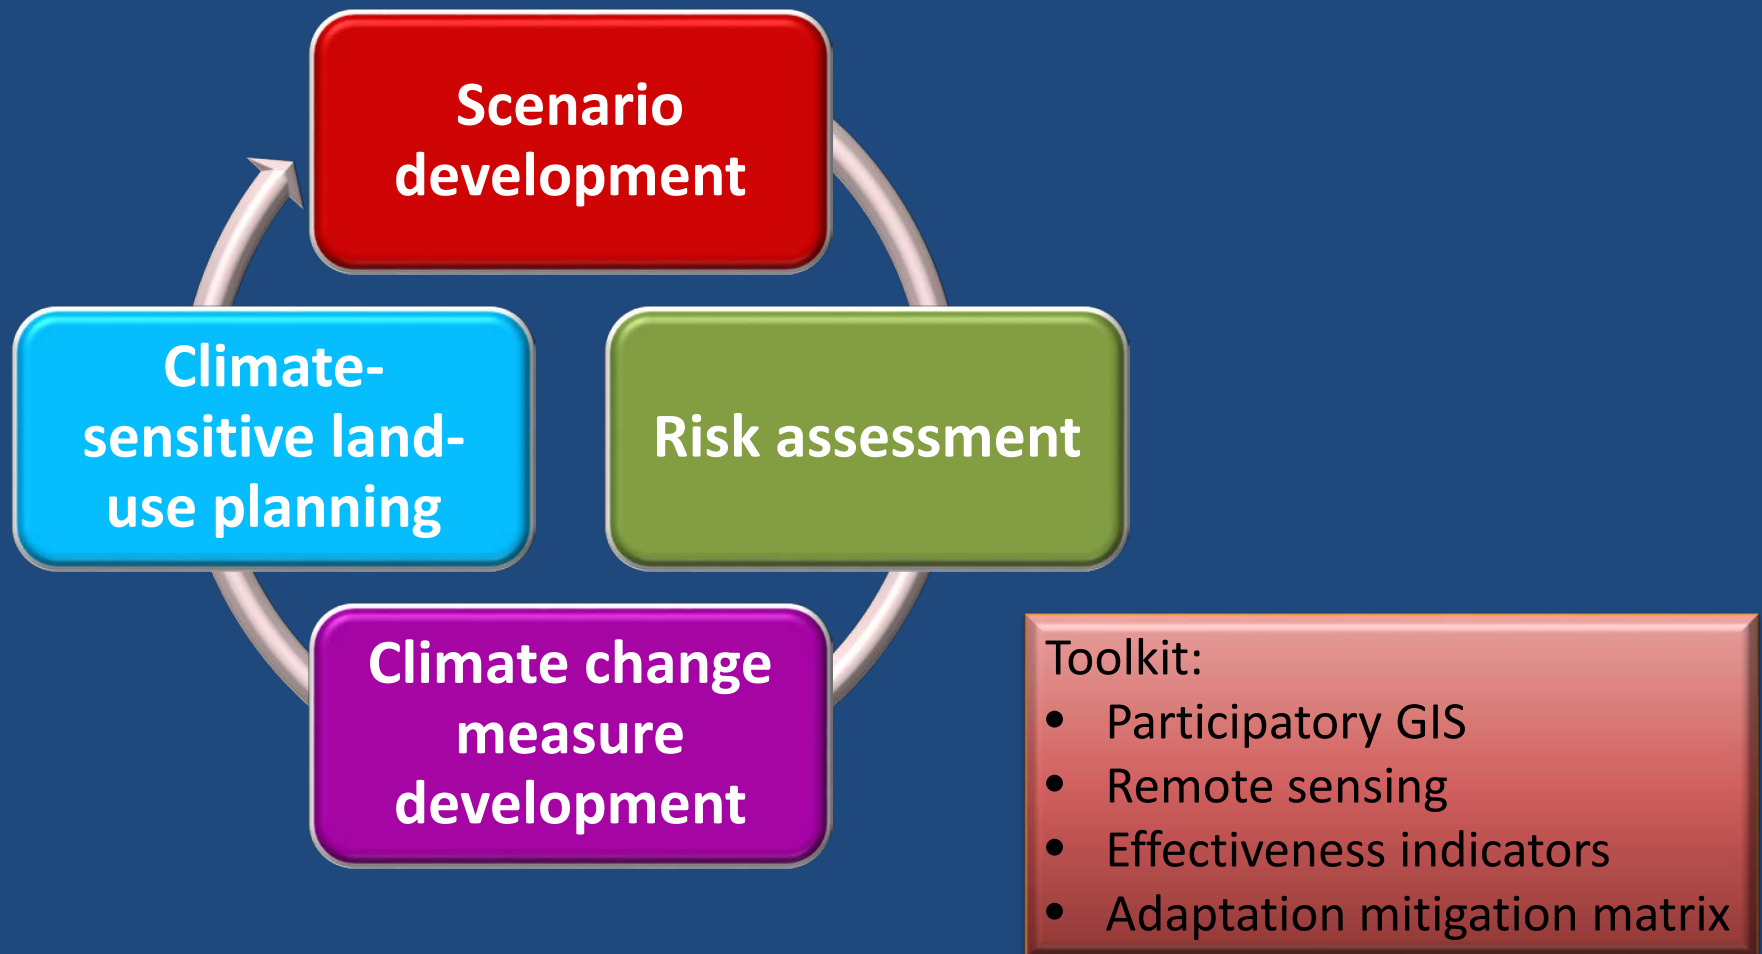 Scenario
development
Climate-
sensitive land-
use planning
Risk assessment
Climate change
measure
development
Toolkit:
• Participatory GIS
• Remote sensing
• Effectiveness indicators
• Adaptation mitigation matrix